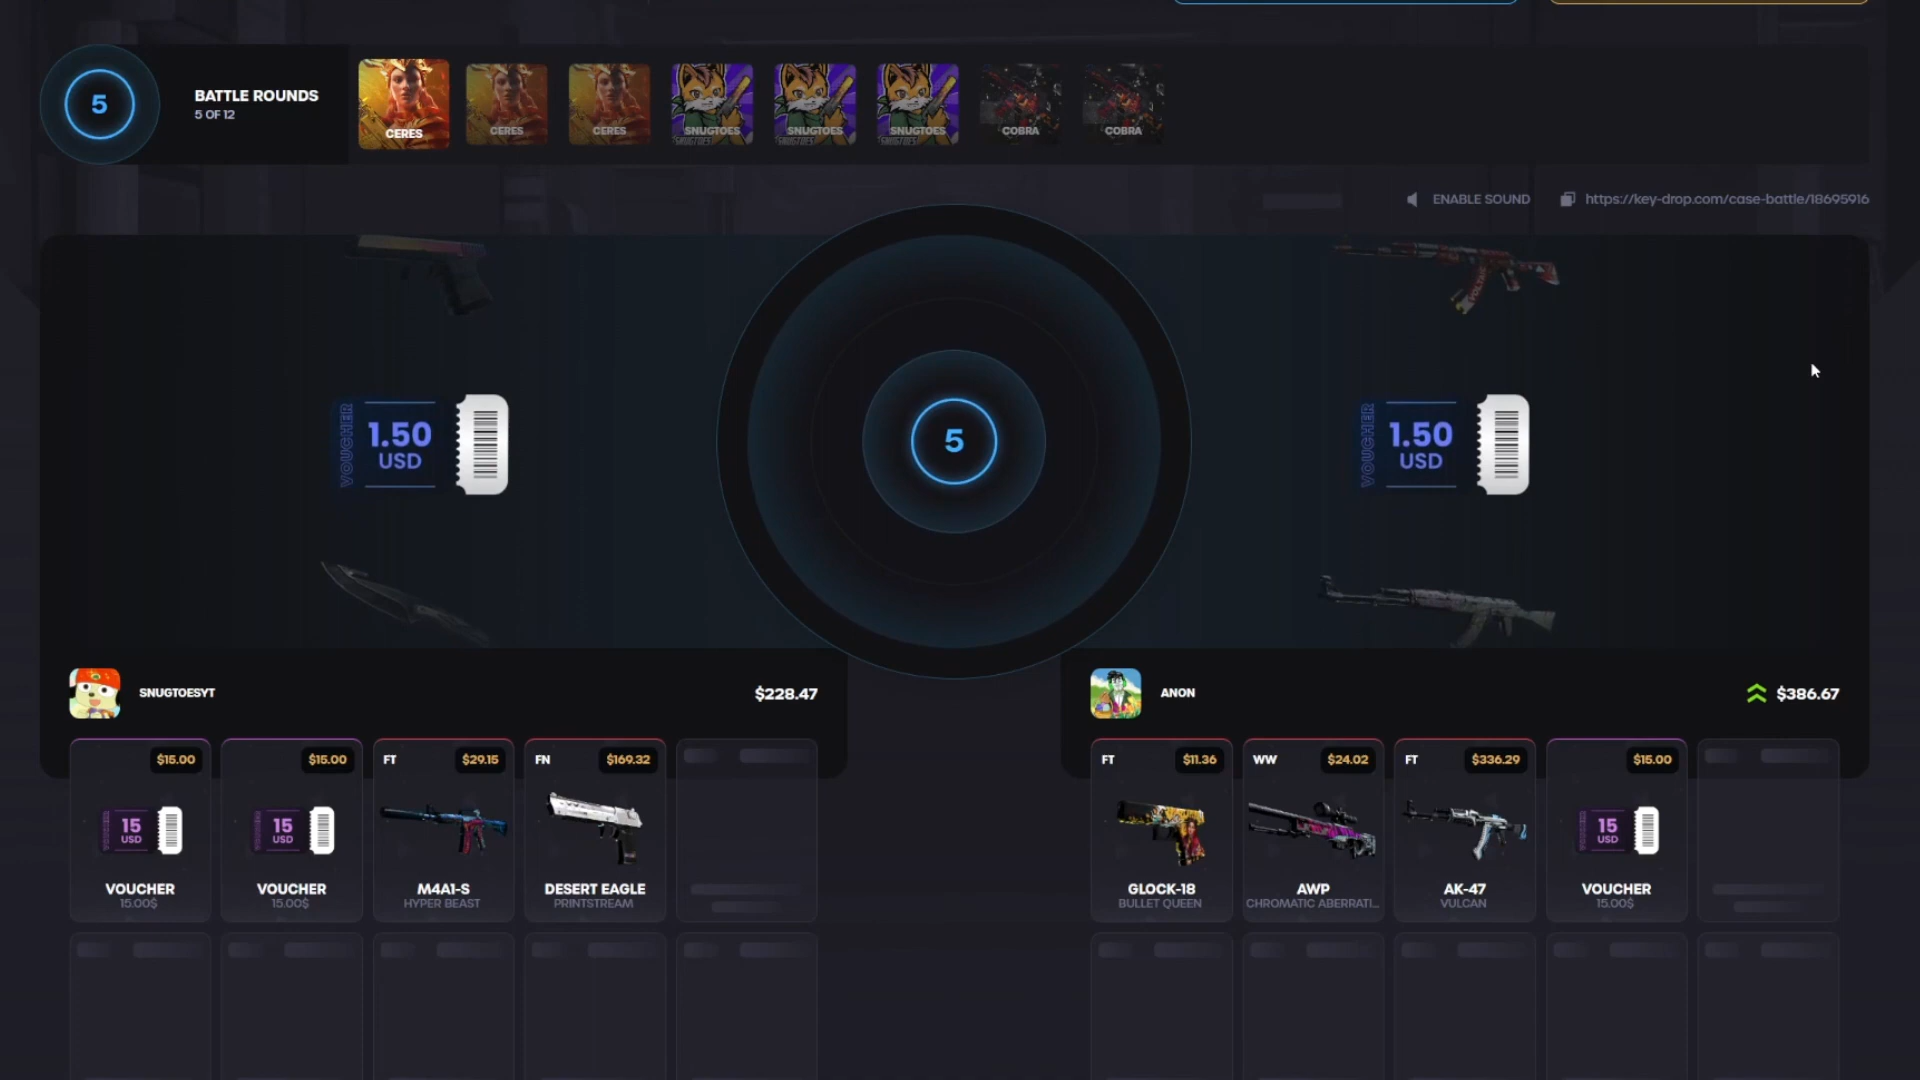 5
BATTLE ROUNDS
5 OF 12
CERES
CERES
CERES
SNUGTOES
SNUGTOES
SNUGTOES
COBRA
COBRA
ENABLE SOUND
https://key-drop.com/case-battle/18695916
VOUCHER
1.50
USD
5
VOUCHER
1.50
USD
SNUGTOESYT
$228.47
ANON
$386.67
$15.00
15
USD
VOUCHER
15.00$
$15.00
15
USD
VOUCHER
15.00$
FT
$29.15
M4A1-S
HYPER BEAST
FN
$169.32
DESERT EAGLE
PRINTSTREAM
FT
$11.36
GLOCK-18
BULLET QUEEN
WW
$24.02
AWP
CHROMATIC ABERRATI...
FT
$336.29
AK-47
VULCAN
$15.00
15
USD
VOUCHER
15.00$